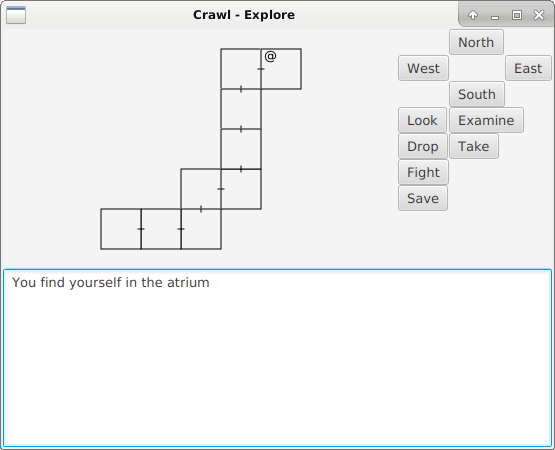 Crawl - Explore
@
North
West East
South
Look Examine
Drop Take
Fight
Save
You find yourself in the atrium